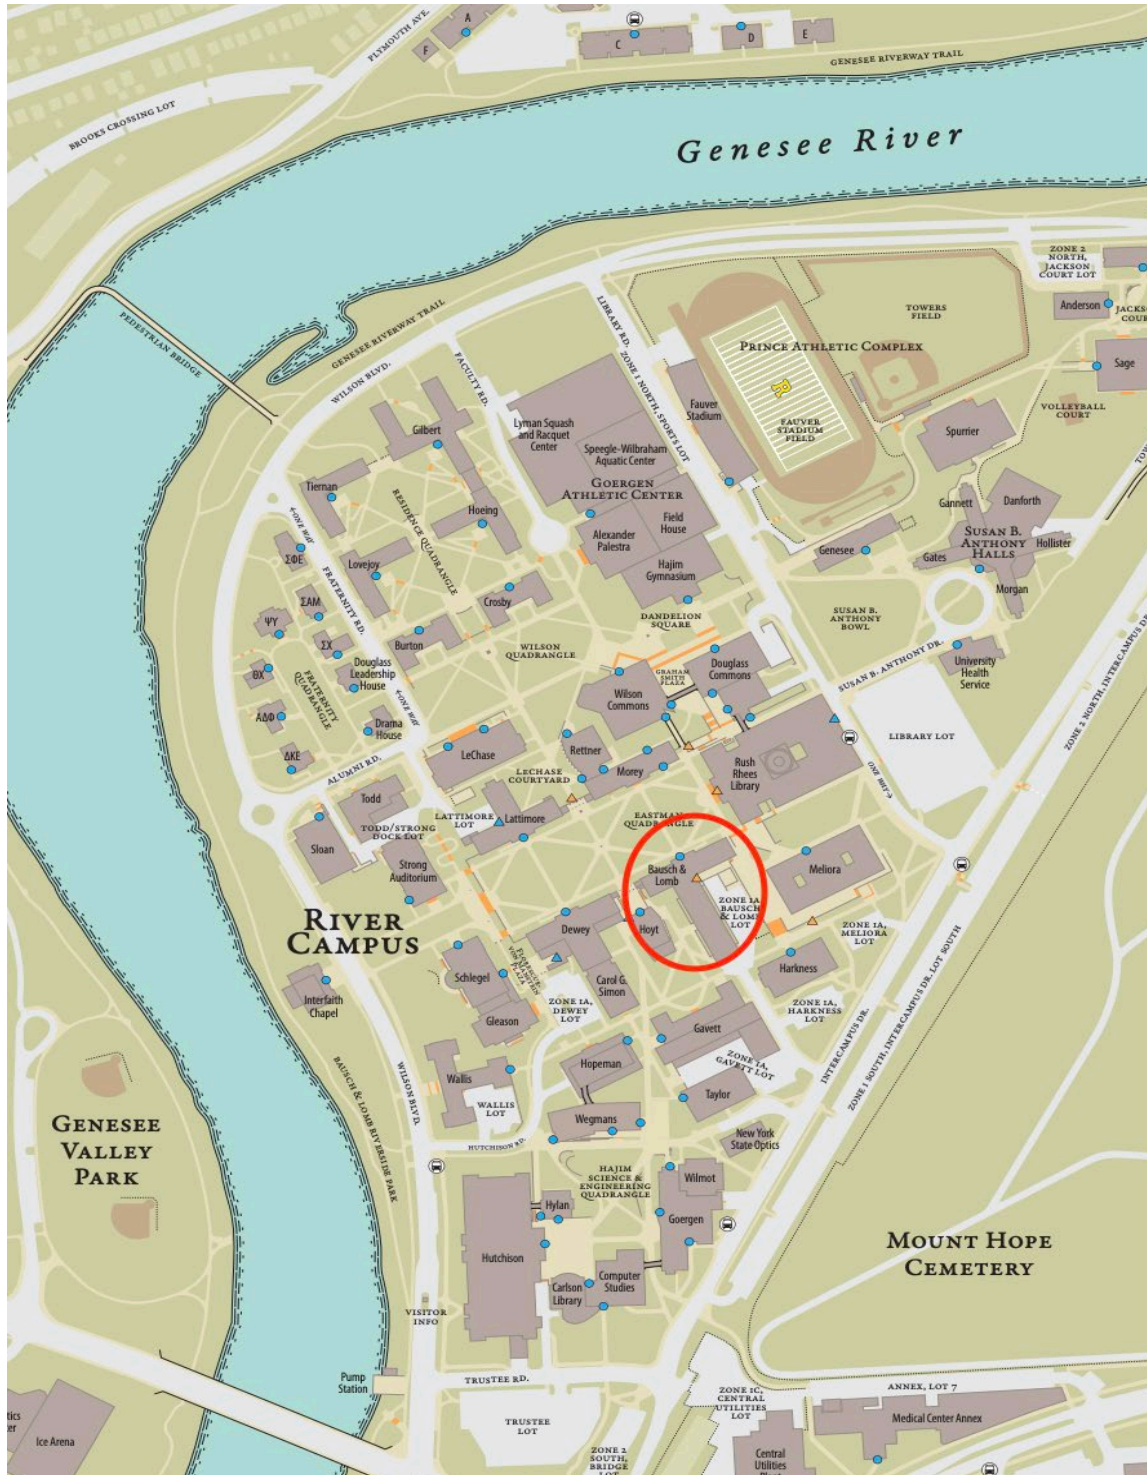 A
F
C
D
E
PLYMOUTH AVE.
GENESEE RIVERWAY TRAIL
BROOKS CROSSING LOT
Genesee River
ZONE 2
NORTH,
JACKSON
COURT LOT
Anderson
Sage
PEDESTRIAN BRIDGE
GENESEE RIVERWAY TRAIL
WILSON BLVD.
FACULTY RD.
LIBRARY RD.
ZONE 1 NORTH, SPORTS LOT
TOWERS
FIELD
PRINCE ATHLETIC COMPLEX
R
FAUVER
STADIUM
FIELD
Fauver
Stadium
VOLLEYBALL
COURT
Spurrier
Gilbert
Lyman Squash
and Racquet
Center
Speegle-Wilbraham
Aquatic Center
GOERGEN
ATHLETIC CENTER
Field
House
Alexander
Palestra
Hajim
Gymnasium
Tiernan
Hoeing
RESIDENCE QUADRANGLE
ONE WAY
FRATERNITY RD.
ΣΦΕ
Lovejoy
Crosby
Genesee
Gannett
Danforth
SUSAN B.
ANTHONY
HALLS
Hollister
Gates
Morgan
ΣΑΜ
ΨΥ
ΣΧ
Burton
WILSON
QUADRANGLE
DANDELION
SQUARE
SUSAN B.
ANTHONY
BOWL
SUSAN B. ANTHONY DR.
University
Health
Service
ΘΧ
Douglass
Leadership
House
FRATERNITY
QUADRANGLE
ONE WAY
ΑΔΦ
Drama
House
ΔΚΕ
ALUMNI RD.
LeChase
Rettner
LECHASE
COURTYARD
Wilson
Commons
GRAHAM
SMITH
PLAZA
Douglass
Commons
Morey
Rush
Rhees
Library
LIBRARY LOT
ONE WAY
ZONE 2 NORTH, INTERCAMPUS DR.
Todd
TODD/STRONG
DOCK LOT
LATTIMORE
LOT
Lattimore
EASTMAN
QUADRANGLE
Sloan
Strong
Auditorium
Bausch &
Lomb
Meliora
ZONE 1A,
BAUSCH
& LOMB
LOT
RIVER
CAMPUS
Dewey
Hoyt
ZONE 1A,
MELIORA
LOT
Schlegel
Carol G.
Simon
Harkness
Interfaith
Chapel
Gleason
ZONE 1A,
DEWEY
LOT
ZONE 1A,
HARKNESS
LOT
Gavett
ZONE 1A,
GAVETT LOT
INTERCAMPUS DR.
ZONE 1 SOUTH, INTERCAMPUS DR. LOT SOUTH
Hopeman
Wallis
WALLIS
LOT
Taylor
WILSON BLVD.
BAUSCH & LOMB RIVERSIDE PARK
GENESEE
VALLEY
PARK
Wegmans
HUTCHISON RD.
New York
State Optics
HAJIM
SCIENCE &
ENGINEERING
QUADRANGLE
Wilmot
Hylan
Goergen
Hutchison
Computer
Studies
Carlson
Library
MOUNT HOPE
CEMETERY
VISITOR
INFO
Pump
Station
TRUSTEE RD.
TRUSTEE
LOT
ZONE 1C,
CENTRAL
UTILITIES
LOT
ANNEX, LOT 7
Medical Center Annex
Central
Utilities
ZONE 2
SOUTH,
BRIDGE
Ice Arena